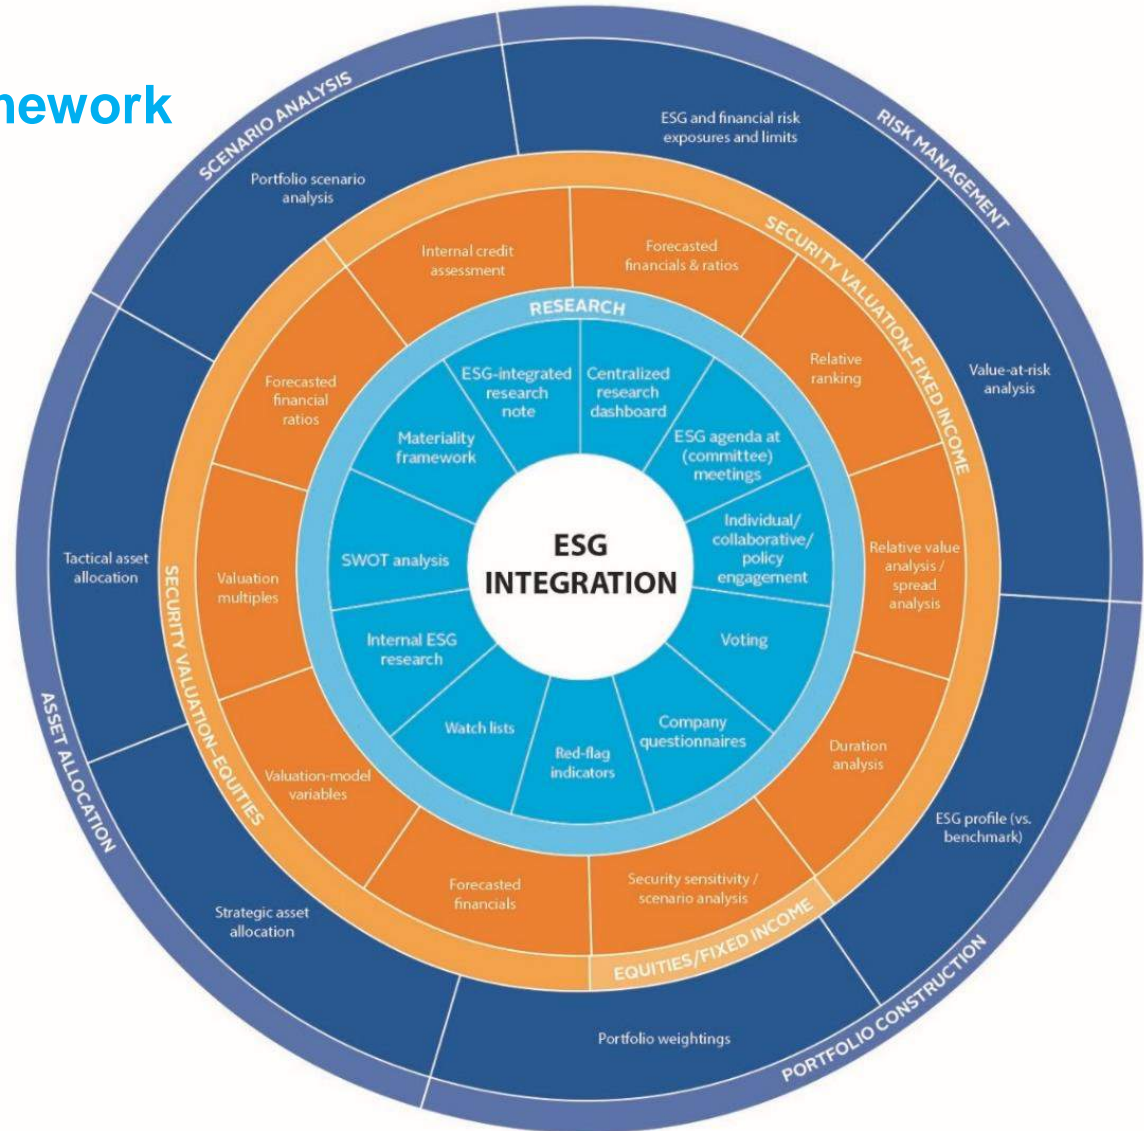 nework
SCENARIO ANALYSIS
RISK MANAGEMENT
PORTFOLIO CONSTRUCTION
ASSET ALLOCATION
Portfolio scenario
analysis
ESG and financial risk
exposures and limits
Value-at-risk
analysis
ESG profile (vs.
benchmark)
Portfolio weightings
Strategic asset
allocation
Tactical asset
allocation
SECURITY VALUATION–FIXED INCOME
EQUITIES/FIXED INCOME
SECURITY VALUATION–EQUITIES
Internal credit
assessment
Forecasted
financials & ratios
Relative
ranking
Relative value
analysis /
spread
analysis
Duration
analysis
Security sensitivity /
scenario analysis
Forecasted
financials
Valuation-model
variables
Valuation
multiples
Forecasted
financial
ratios
RESEARCH
ESG-integrated
research
note
Centralized
research
dashboard
ESG agenda at
(committee)
meetings
Individual/
collaborative/
policy
engagement
Voting
Company
questionnaires
Red-flag
indicators
Watch lists
Internal ESG
research
SWOT analysis
Materiality
framework
ESG
INTEGRATION